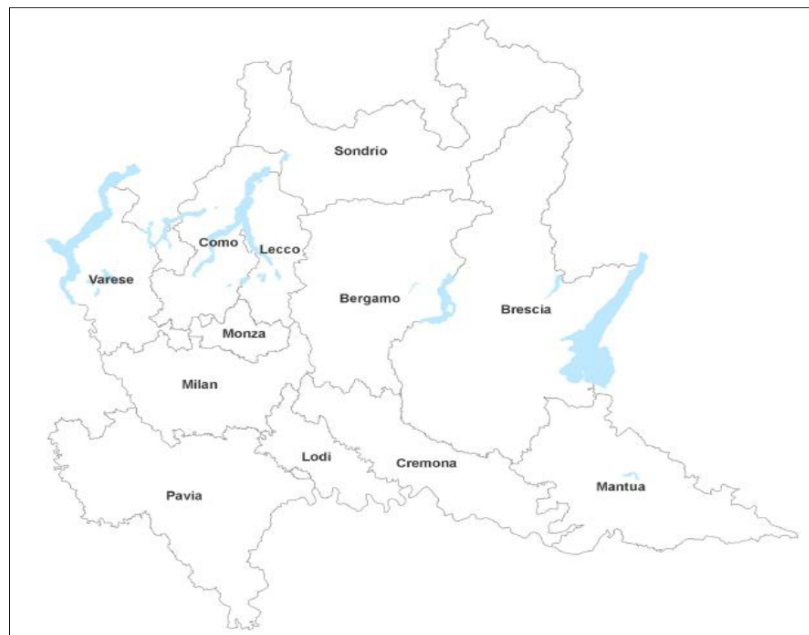 Sondrio
Como
Lecco
Varese
Bergamo
Brescia
Monza
Milan
Lodi
Cremona
Mantua
Pavia